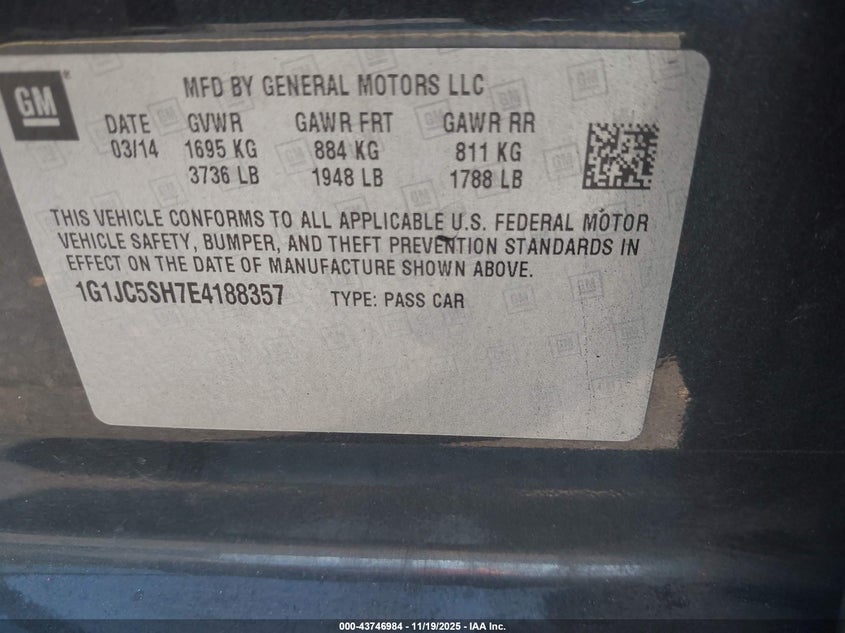 GM
MFD BY GENERAL MOTORS LLC
DATE GVWR GAWR FRT GAWR RR
03/14 1695 KG 884 KG 811 KG
3736 LB 1948 LB 1788 LB
THIS VEHICLE CONFORMS TO ALL APPLICABLE U.S. FEDERAL MOTOR
VEHICLE SAFETY, BUMPER, AND THEFT PREVENTION STANDARDS IN
EFFECT ON THE DATE OF MANUFACTURE SHOWN ABOVE.
1G1JC5SH7E4188357 TYPE: PASS CAR
000-43746984 - 11/19/2025 - IAA Inc.